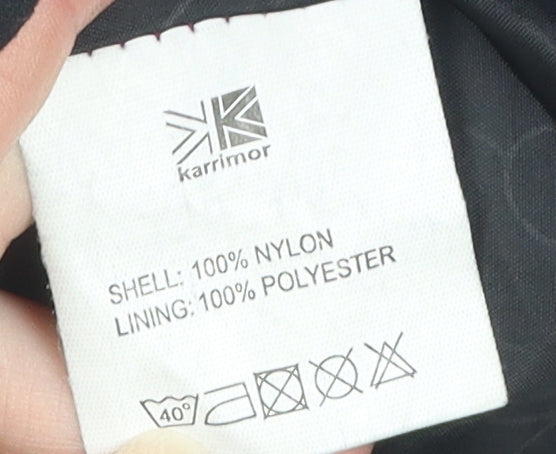 karrimor
SHELL: 100% NYLON
LINING: 100% POLYESTER
40°